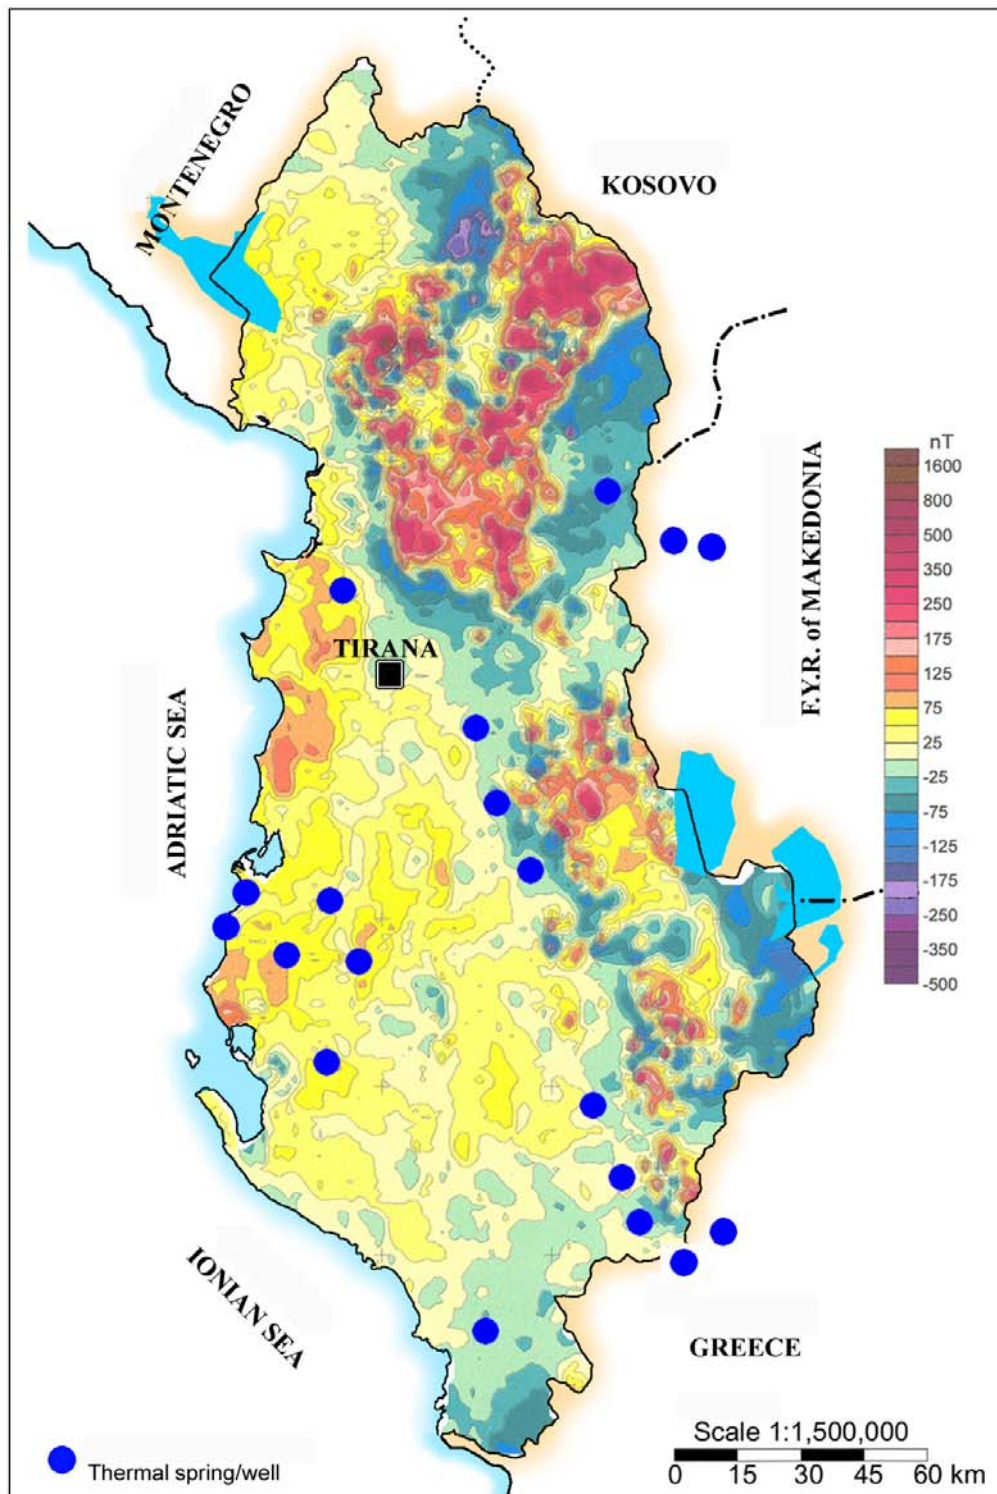 MONTENEGRO
KOSOVO
F.Y.R. of MAKEDONIA
nT
1600
800
500
350
250
175
125
75
25
-25
-75
-125
-175
-250
-350
-500
TIRANA
ADRIATIC SEA
IONIAN SEA
GREECE
Scale 1:1,500,000
0 15 30 45 60 km
Thermal spring/well